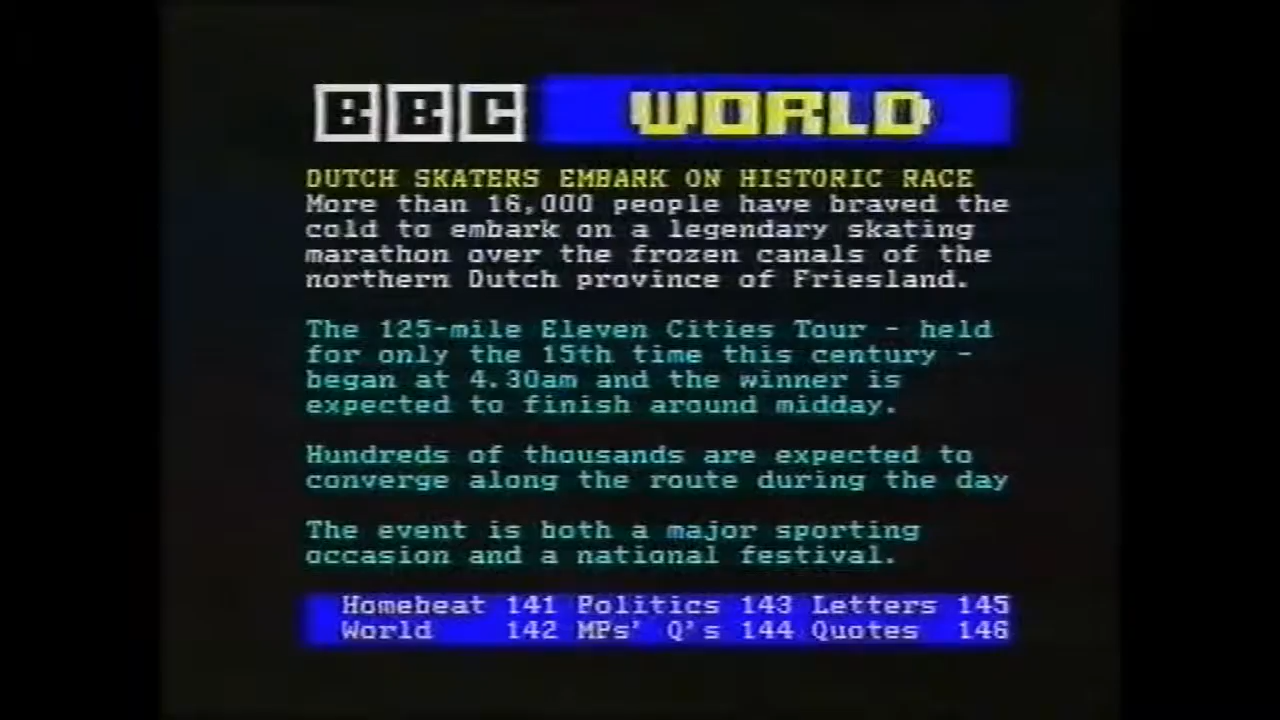 BBC WORLD
DUTCH SKATERS EMBARK ON HISTORIC RACE
More than 16,000 people have braved the
cold to embark on a legendary skating
marathon over the frozen canals of the
northern Dutch province of Friesland.
The 125-mile Eleven Cities Tour - held
for only the 15th time this century -
began at 4.30am and the winner is
expected to finish around midday.
Hundreds of thousands are expected to
converge along the route during the day
The event is both a major sporting
occasion and a national festival.
Homebeat 141 Politics 143 Letters 145
World 142 MPs' Q's 144 Quotes 146